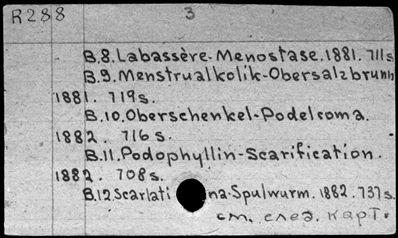 R288 3
B.8. Labassère-Menostase. 1881. 711s
B.9. Menstrualkolik-Obersalzbrunn
1881. 719s.
B.10. Oberschenkel-Podelcoma.
1882. 716s.
B.11. Podophyllin-Scarification.
1882. 708s.
B.12. Scarlati na-Spulwurm. 1882. 737s.
см. след. карт.